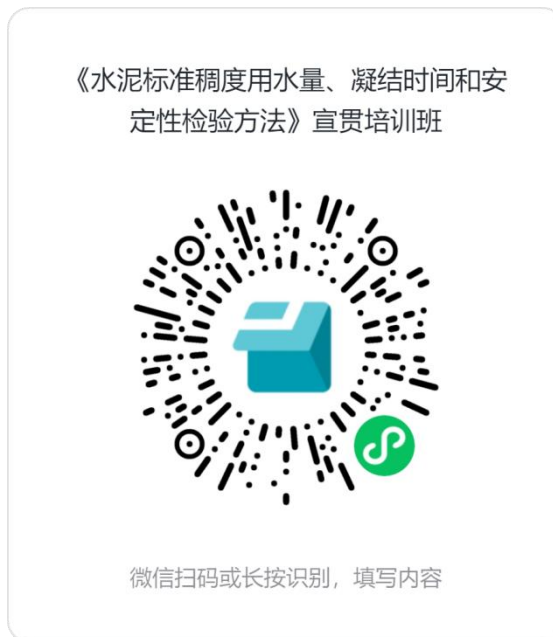 《水泥标准稠度用水量、凝结时间和安
定性检验方法》宣贯培训班
微信扫码或长按识别，填写内容